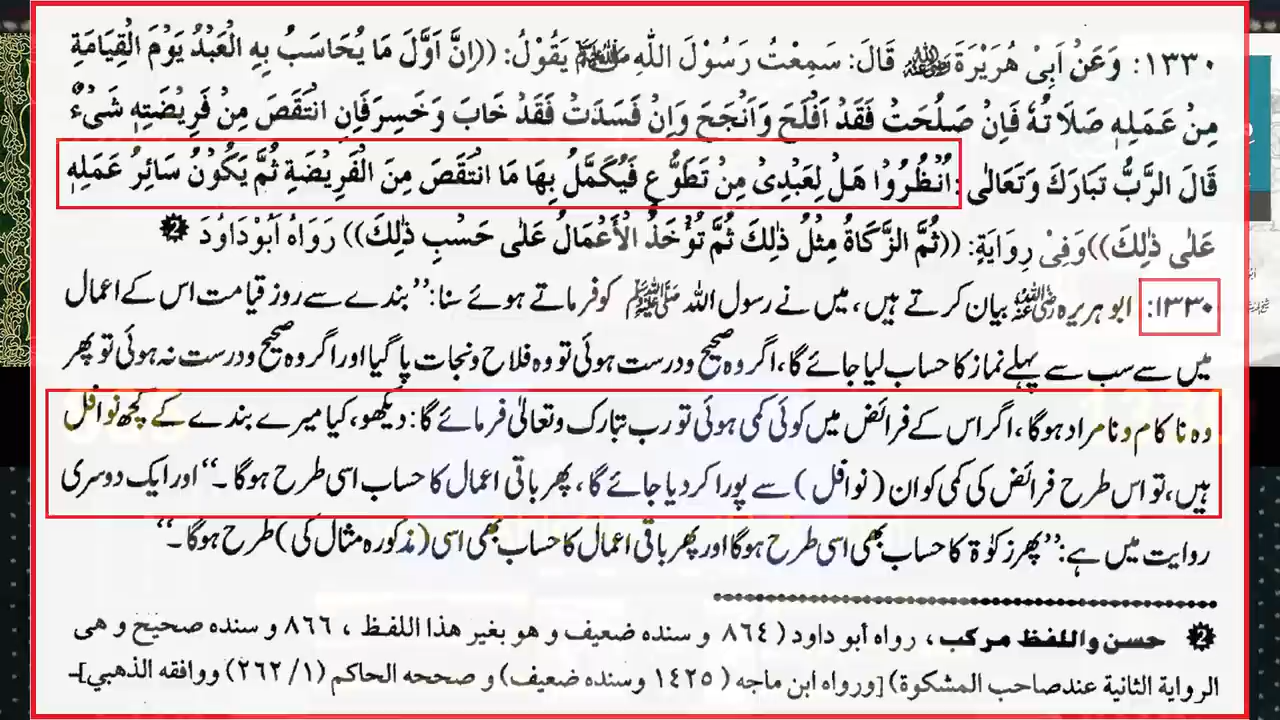 ١٣٣٠: وَعَنْ اَبِیْ هُرَیْرَةَ رضی اللہ عنہ قَالَ: سَمِعْتُ رَسُوْلَ اللهِ ﷺ یَقُوْلُ: ((اِنَّ اَوَّلَ مَا یُحَاسَبُ بِهِ الْعَبْدُ یَوْمَ الْقِیَامَةِ
مِنْ عَمَلِهٖ صَلَاتُهٗ فَاِنْ صَلُحَتْ فَقَدْ اَفْلَحَ وَاَنْجَحَ وَاِنْ فَسَدَتْ فَقَدْ خَابَ وَخَسِرَ فَاِنِ انْتَقَصَ مِنْ فَرِیْضَتِهٖ شَیْءٌ
قَالَ الرَّبُّ تَبَارَكَ وَتَعَالٰی: اُنْظُرُوْا هَلْ لِعَبْدِیْ مِنْ تَطَوُّعٍ فَیُكَمَّلُ بِهَا مَا انْتَقَصَ مِنَ الْفَرِیْضَةِ ثُمَّ یَكُوْنُ سَائِرُ عَمَلِهٖ
عَلٰی ذٰلِكَ)) وَفِیْ رِوَایَةٍ: ((ثُمَّ الزَّكَاةُ مِثْلُ ذٰلِكَ ثُمَّ تُؤْخَذُ الْأَعْمَالُ عَلٰی حَسْبِ ذٰلِكَ)) رَوَاهُ اَبُوْدَاوُدَ 2
١٣٣٠: ابو ہریرہ رضی اللہ عنہ بیان کرتے ہیں، میں نے رسول اللہ ﷺ کو فرماتے ہوئے سنا: ’’بندے سے روز قیامت اس کے اعمال
میں سے سب سے پہلے نماز کا حساب لیا جائے گا، اگر وہ صحیح و درست ہوئی تو وہ فلاح و نجات پا گیا اور اگر وہ صحیح و درست نہ ہوئی تو پھر
وہ نا کام و نامراد ہوگا، اگر اس کے فرائض میں کوئی کمی ہوئی تو رب تبارک و تعالیٰ فرمائے گا: دیکھو، کیا میرے بندے کے کچھ نوافل
ہیں، تو اس طرح فرائض کی کمی کو ان (نوافل) سے پورا کر دیا جائے گا، پھر باقی اعمال کا حساب اسی طرح ہوگا۔‘‘ اور ایک دوسری
روایت میں ہے: ’’پھر زکوٰۃ کا حساب بھی اسی طرح ہوگا اور پھر باقی اعمال کا حساب بھی اسی (مذکورہ مثال کی) طرح ہوگا۔‘‘
2 حسن واللفظ مركب، رواه أبو داود (٨٦٤ و سنده ضعيف و هو بغير هذا اللفظ، ٨٦٦ و سنده صحيح و هي
الرواية الثانية عند صاحب المشكوة) [ورواه ابن ماجه (١٤٢٥ وسنده ضعيف) و صححه الحاكم (١/ ٢٦٢) ووافقه الذهبي]۔